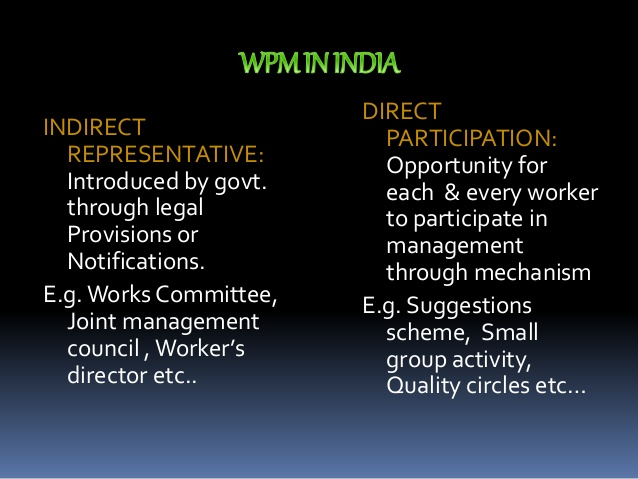 WPM IN INDIA
INDIRECT
REPRESENTATIVE:
Introduced by govt.
through legal
Provisions or
Notifications.
E.g. Works Committee,
Joint management
council , Worker's
director etc..
DIRECT
PARTICIPATION:
Opportunity for
each & every worker
to participate in
management
through mechanism
E.g. Suggestions
scheme, Small
group activity,
Quality circles etc...